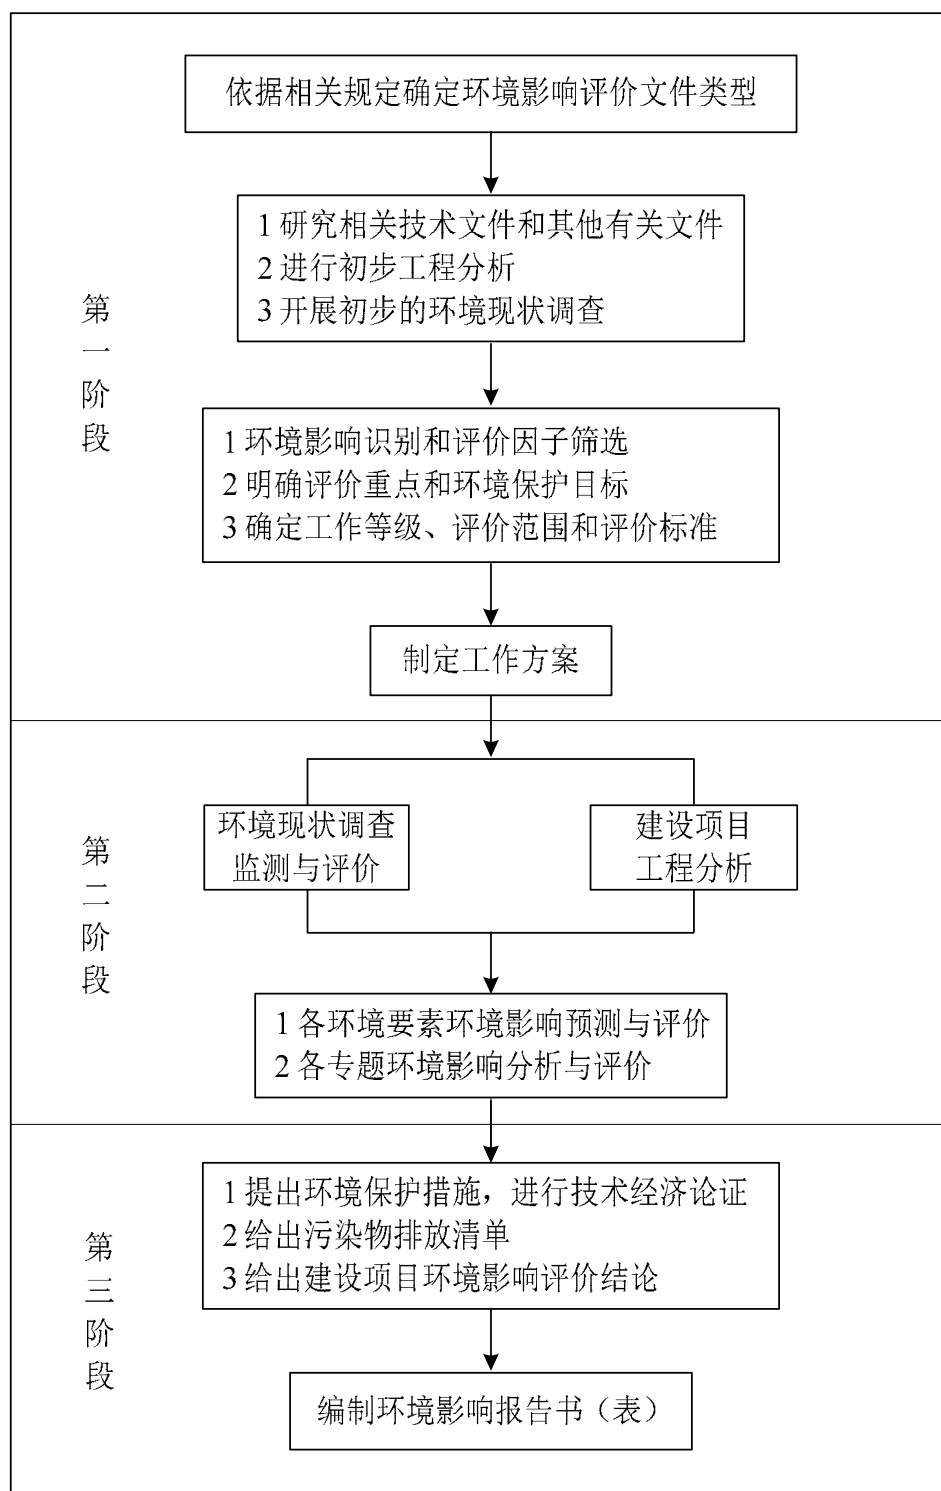 依据相关规定确定环境影响评价文件类型
1 研究相关技术文件和其他有关文件
2 进行初步工程分析
3 开展初步的环境现状调查
第一阶段
1 环境影响识别和评价因子筛选
2 明确评价重点和环境保护目标
3 确定工作等级、评价范围和评价标准
制定工作方案
第二阶段
环境现状调查
监测与评价
建设项目
工程分析
1 各环境要素环境影响预测与评价
2 各专题环境影响分析与评价
第三阶段
1 提出环境保护措施，进行技术经济论证
2 给出污染物排放清单
3 给出建设项目环境影响评价结论
编制环境影响报告书（表）